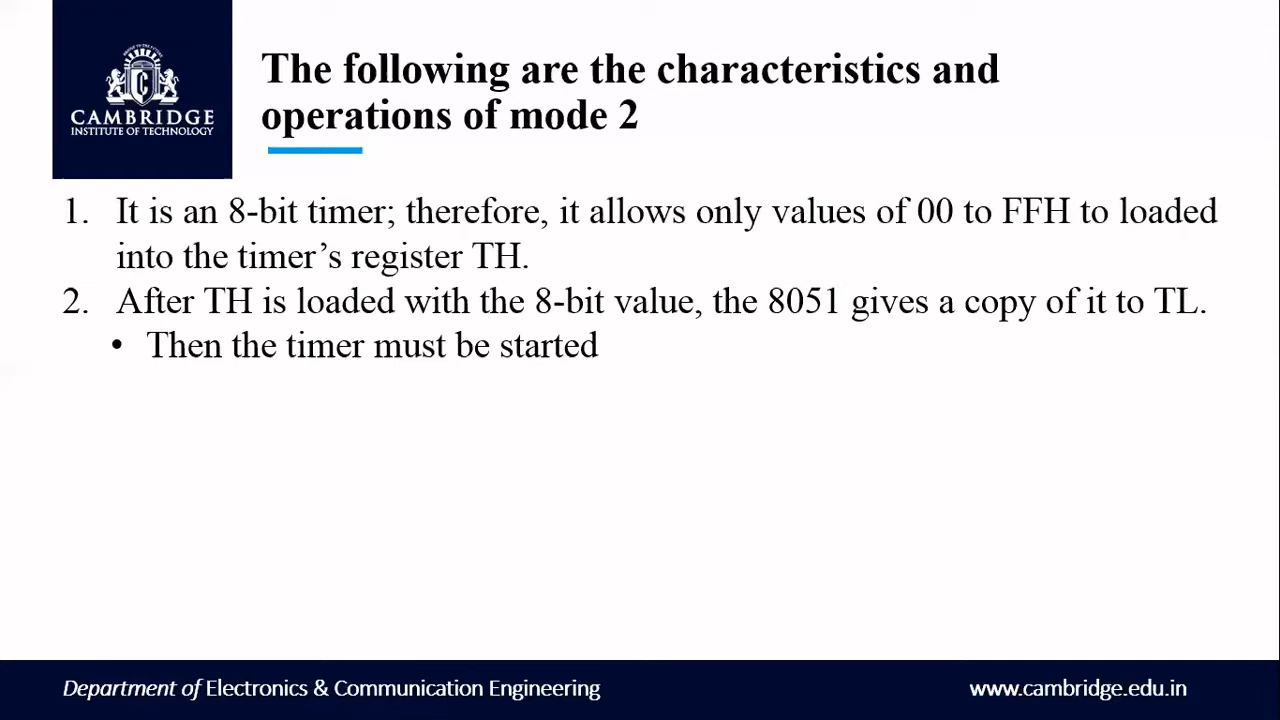 CAMBRIDGE
INSTITUTE OF TECHNOLOGY
The following are the characteristics and
operations of mode 2
1. It is an 8-bit timer; therefore, it allows only values of 00 to FFH to loaded
into the timer’s register TH.
2. After TH is loaded with the 8-bit value, the 8051 gives a copy of it to TL.
• Then the timer must be started
Department of Electronics & Communication Engineering
www.cambridge.edu.in